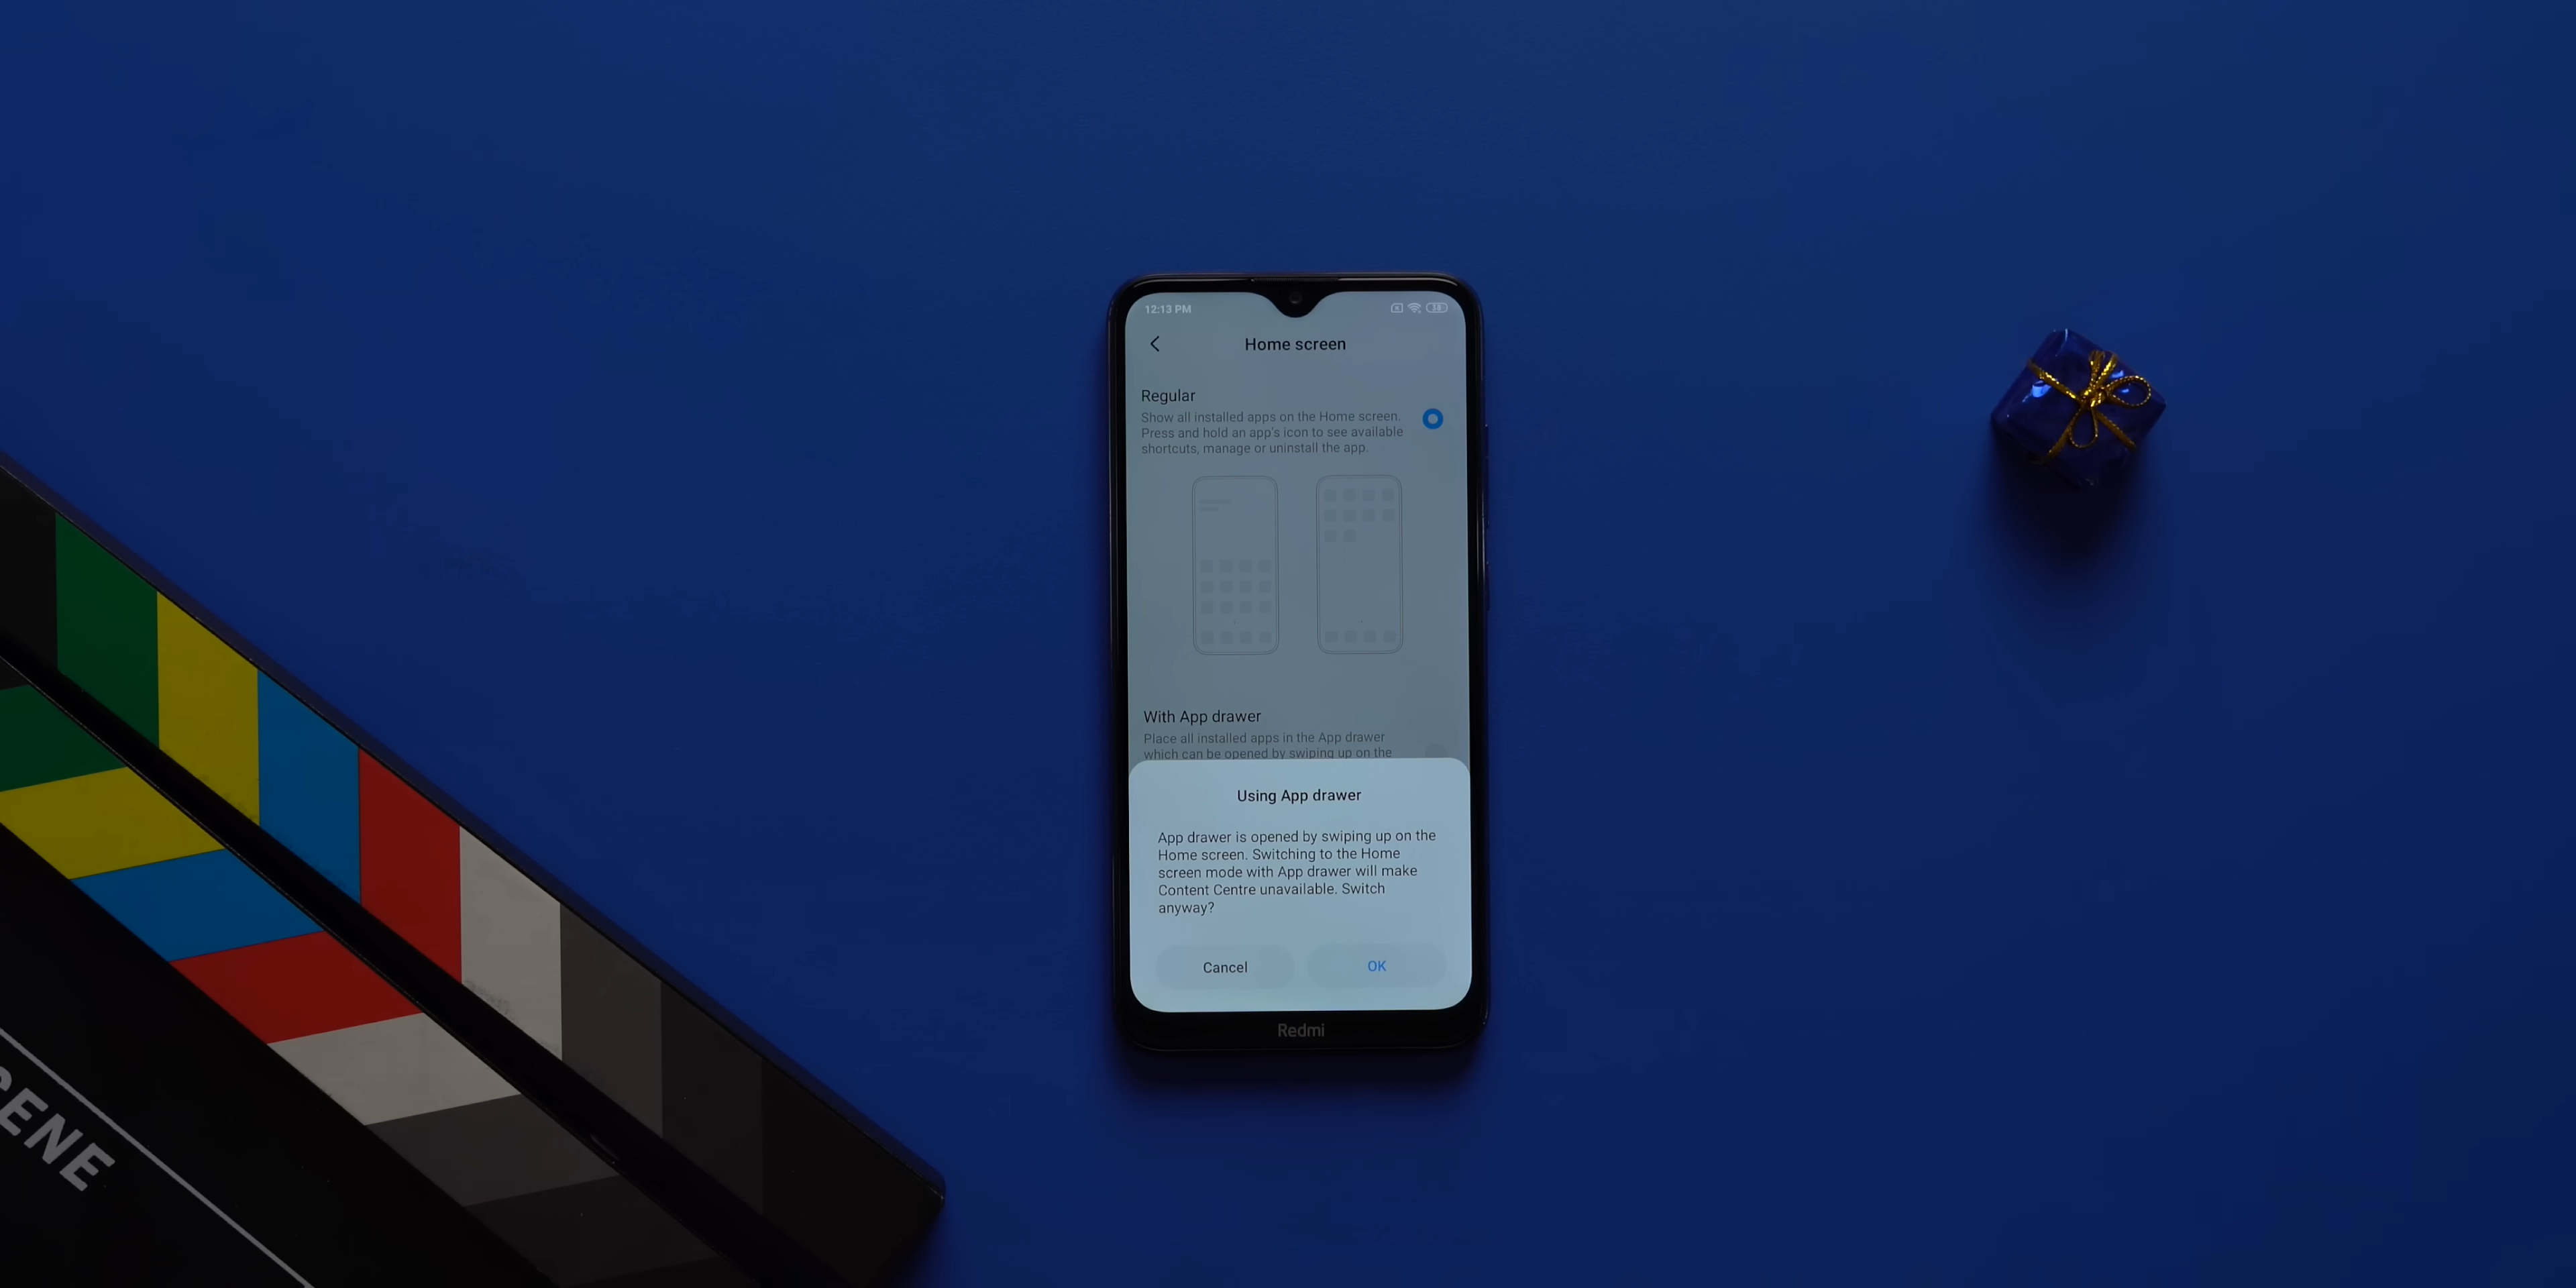 12:13 PM
Home screen
Regular
Show all installed apps on the Home screen.
Press and hold an app's icon to see available
shortcuts, manage or uninstall the app.
With App drawer
Place all installed apps in the App drawer
which can be opened by swiping up on the
Using App drawer
App drawer is opened by swiping up on the
Home screen. Switching to the Home
screen mode with App drawer will make
Content Centre unavailable. Switch
anyway?
Cancel
OK
Redmi
CENE